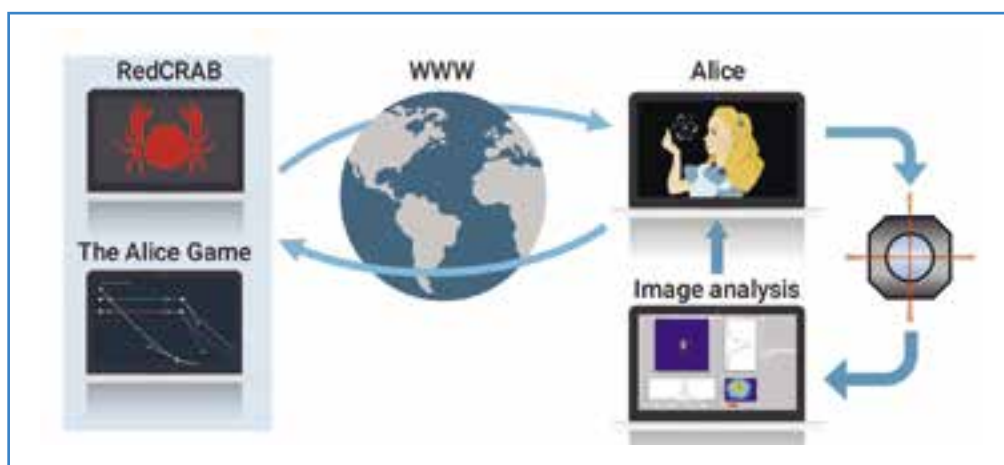 RedCRAB
WWW
Alice
The Alice Game
Image analysis